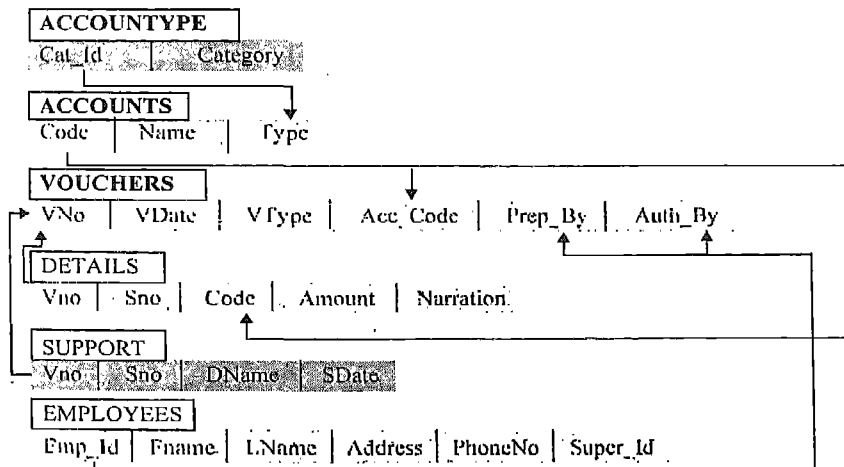 ACCOUNTYPE
Cat_Id Category
ACCOUNTS
Code Name Type
VOUCHERS
VNo VDate VType Acc_Code Prep_By Auth_By
DETAILS
Vno Sno Code Amount Narration
SUPPORT
Vno Sno DName SDate
EMPLOYEES
Emp_Id Fname LName Address PhoneNo Super_Id